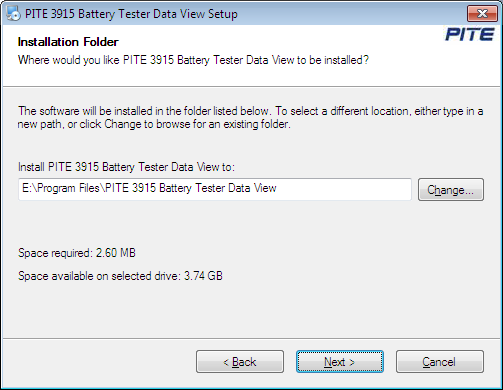 PITE 3915 Battery Tester Data View Setup
Installation Folder
Where would you like PITE 3915 Battery Tester Data View to be installed?
PITE
The software will be installed in the folder listed below. To select a different location, either type in a
new path, or click Change to browse for an existing folder.
Install PITE 3915 Battery Tester Data View to:
E:\Program Files\PITE 3915 Battery Tester Data View
Change...
Space required: 2.60 MB
Space available on selected drive: 3.74 GB
< Back
Next >
Cancel